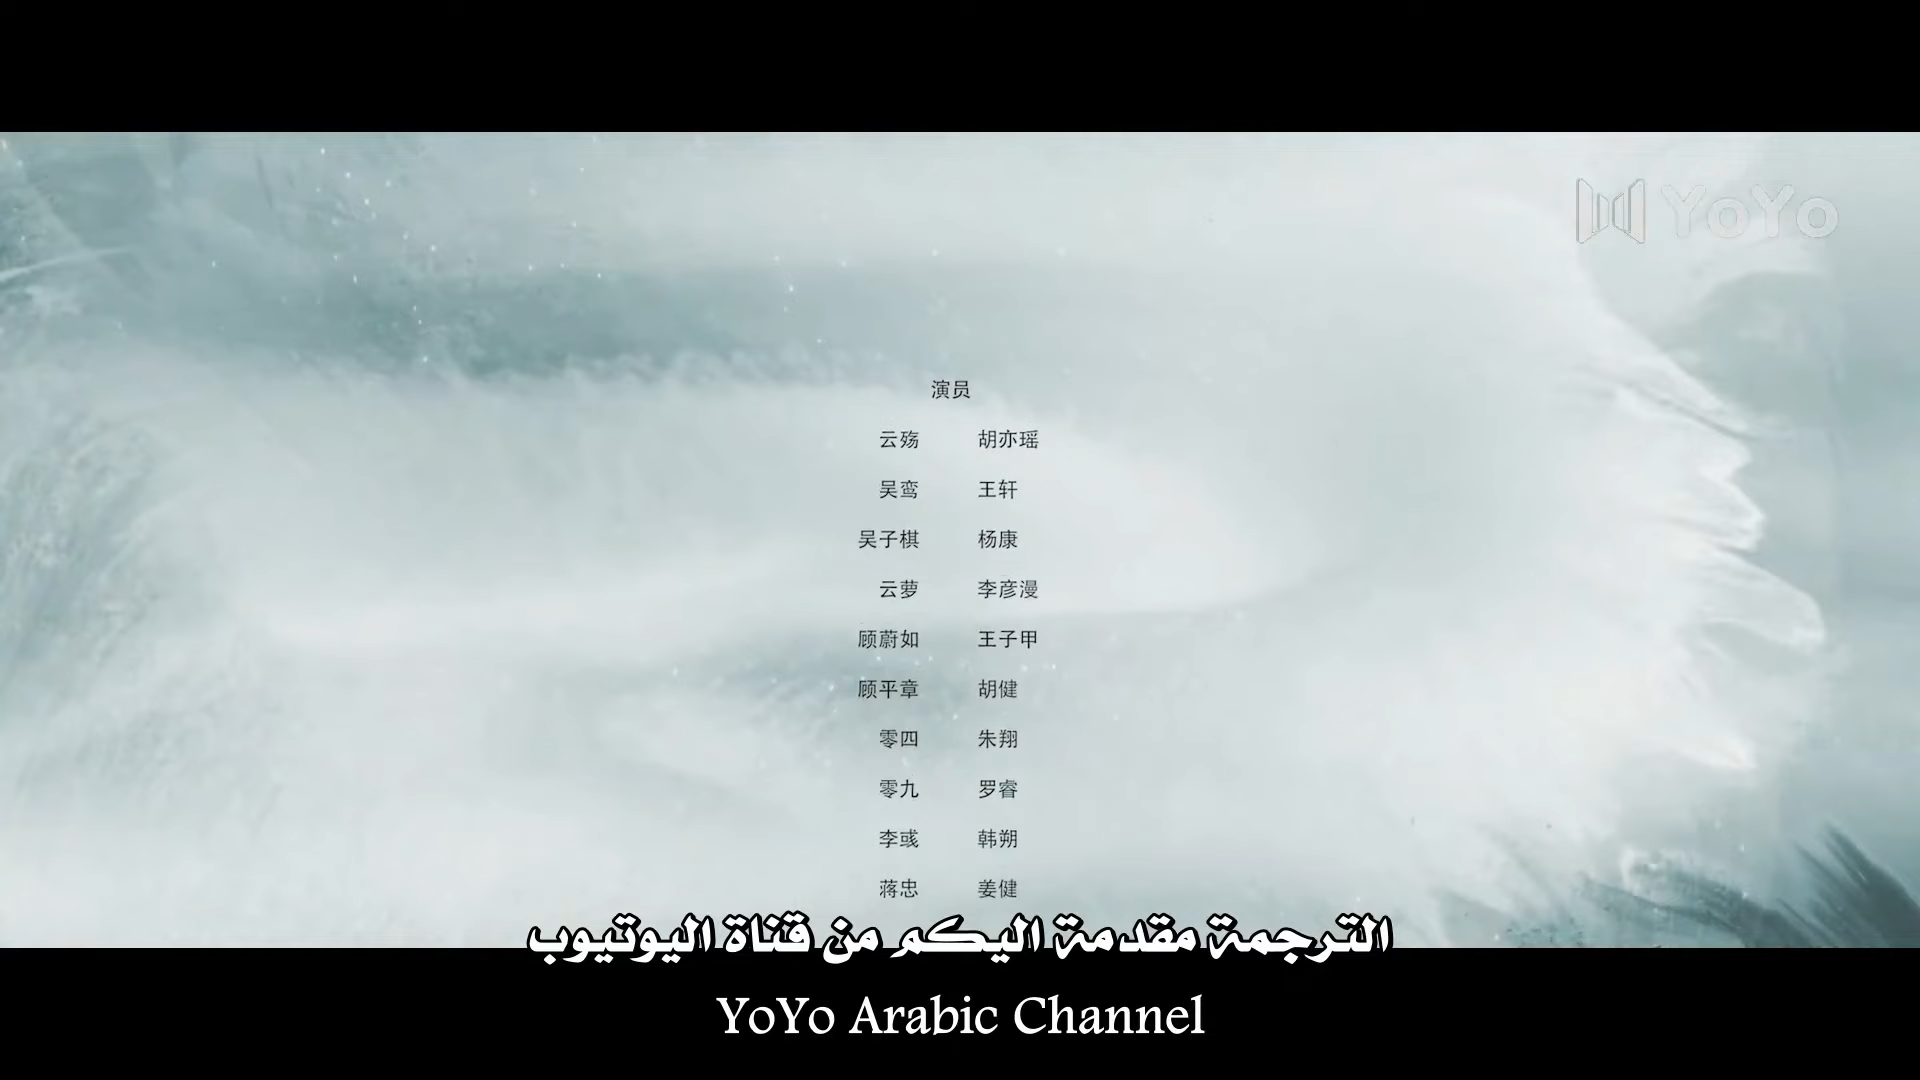 YoYo
演员
云殇 胡亦瑶
吴鸾 王轩
吴子棋 杨康
云萝 李彦漫
顾蔚如 王子甲
顾平章 胡健
零四 朱翔
零九 罗睿
李彧 韩朔
蒋忠 姜健
الترجمة مقدمة اليكم من قناة اليوتيوب
YoYo Arabic Channel